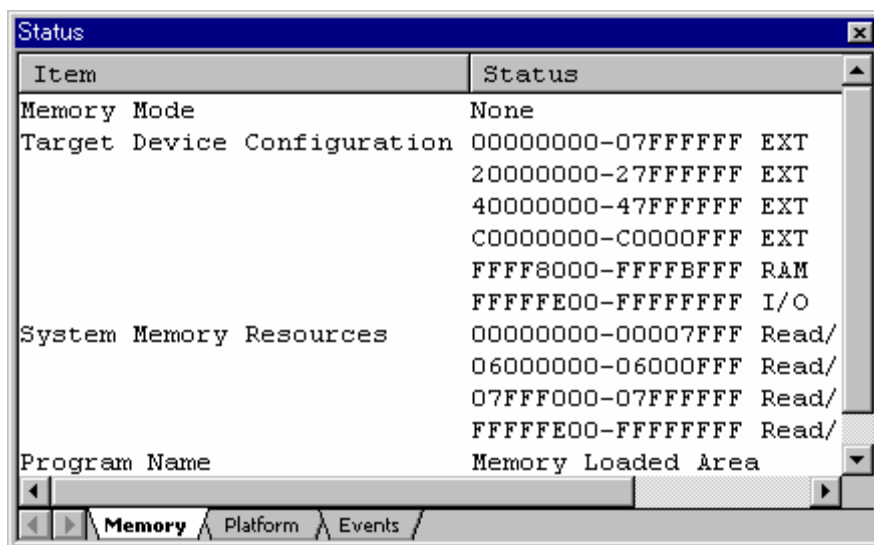 Status
Item Status
Memory Mode None
Target Device Configuration 00000000-07FFFFFF EXT
20000000-27FFFFFF EXT
40000000-47FFFFFF EXT
C0000000-C0000FFF EXT
FFFF8000-FFFFBFFF RAM
FFFFFE00-FFFFFFFF I/O
System Memory Resources 00000000-00007FFF Read/
06000000-06000FFF Read/
07FFF000-07FFFFFF Read/
FFFFFE00-FFFFFFFF Read/
Program Name Memory Loaded Area
Memory Platform Events